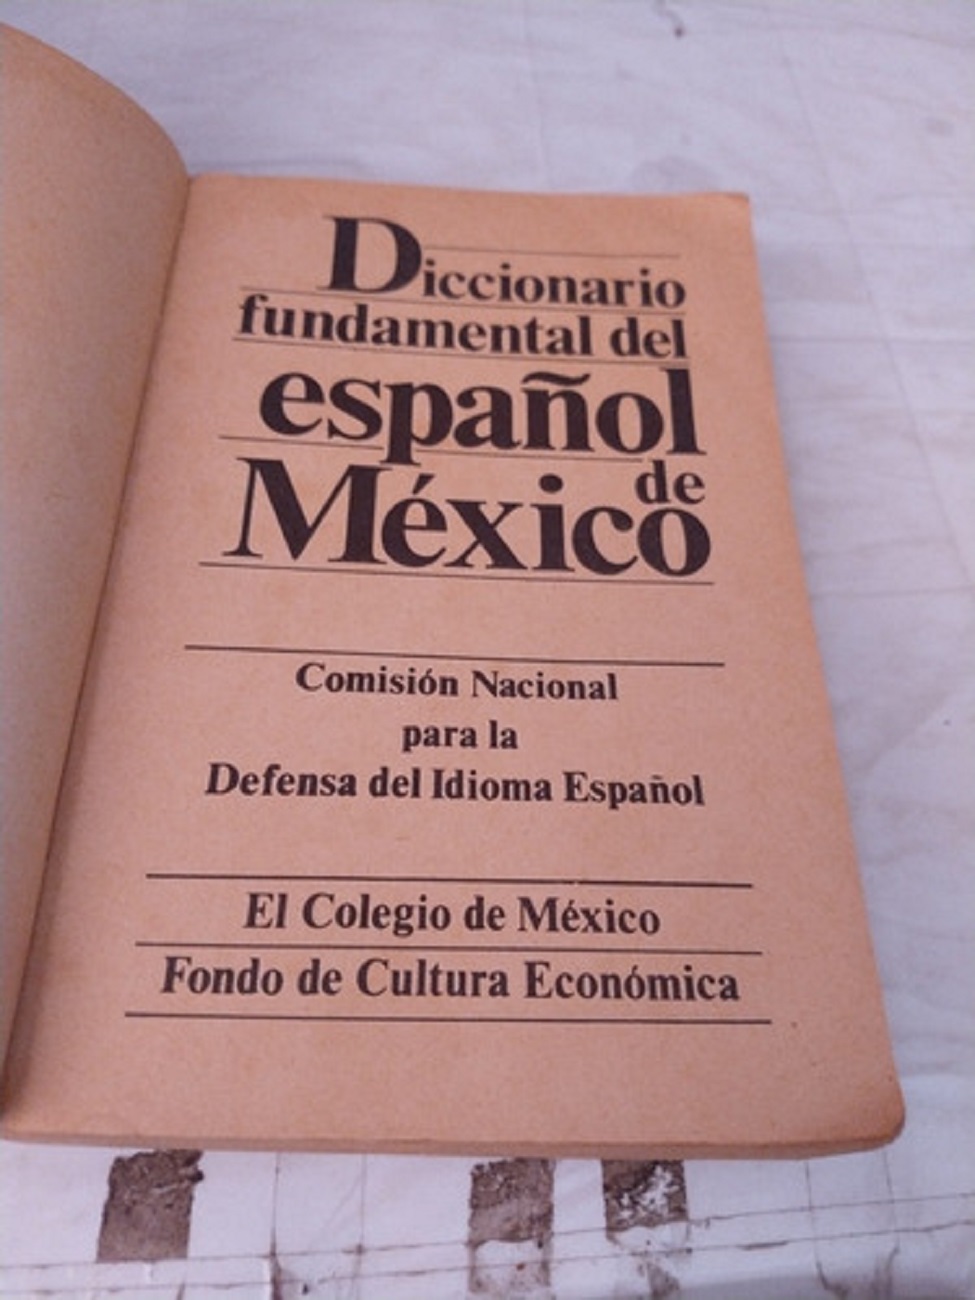 Diccionario
fundamental del
español
de
México
Comisión Nacional
para la
Defensa del Idioma Español
El Colegio de México
Fondo de Cultura Económica